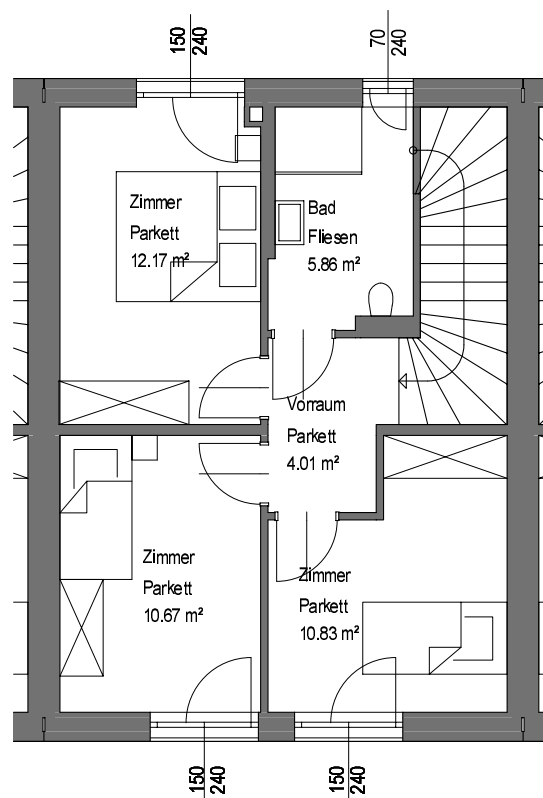 150
240
70
240
Zimmer
Parkett
12.17 m²
Bad
Fliesen
5.86 m²
Vorraum
Parkett
4.01 m²
Zimmer
Parkett
10.67 m²
Zimmer
Parkett
10.83 m²
150
240
150
240